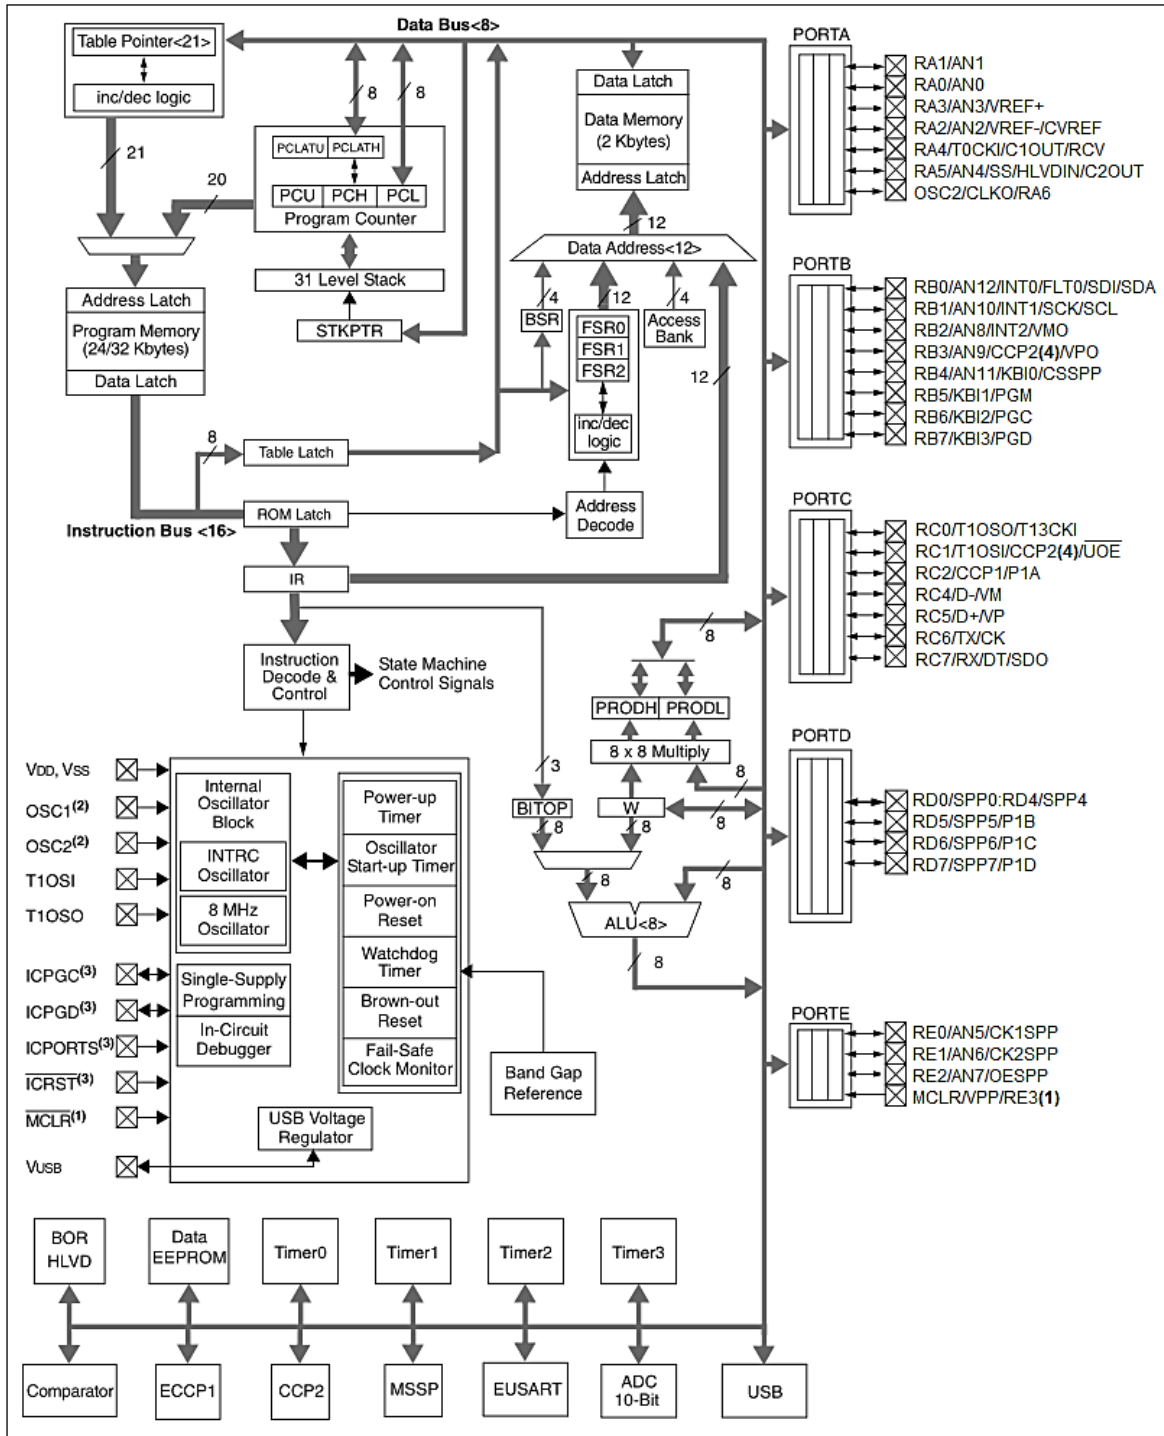 Data Bus<8>
Table Pointer<21>
inc/dec logic
21
20
8
8
PCLATU PCLATH
PCU PCH PCL
Program Counter
31 Level Stack
STKPTR
Data Latch
Data Memory
(2 Kbytes)
Address Latch
12
Data Address<12>
4
12
4
BSR
FSR0
FSR1
FSR2
inc/dec
logic
Access
Bank
12
Address Latch
Program Memory
(24/32 Kbytes)
Data Latch
8
Table Latch
Instruction Bus <16>
ROM Latch
Address
Decode
IR
Instruction
Decode &
Control
State Machine
Control Signals
8
PRODH PRODL
8 x 8 Multiply
3
8
BITOP
W
8
8
8
8
8
ALU<8>
8
PORTA
RA1/AN1
RA0/AN0
RA3/AN3/VREF+
RA2/AN2/VREF-/CVREF
RA4/T0CKI/C1OUT/RCV
RA5/AN4/SS/HLVDIN/C2OUT
OSC2/CLKO/RA6
PORTB
RB0/AN12/INT0/FLT0/SDI/SDA
RB1/AN10/INT1/SCK/SCL
RB2/AN8/INT2/VMO
RB3/AN9/CCP2(4)/VPO
RB4/AN11/KBI0/CSSPP
RB5/KBI1/PGM
RB6/KBI2/PGC
RB7/KBI3/PGD
PORTC
RC0/T1OSO/T13CKI
RC1/T1OSI/CCP2(4)/UOE
RC2/CCP1/P1A
RC4/D-/VM
RC5/D+/VP
RC6/TX/CK
RC7/RX/DT/SDO
PORTD
RD0/SPP0:RD4/SPP4
RD5/SPP5/P1B
RD6/SPP6/P1C
RD7/SPP7/P1D
PORTE
RE0/AN5/CK1SPP
RE1/AN6/CK2SPP
RE2/AN7/OESPP
MCLR/VPP/RE3(1)
VDD, VSS
OSC1(2)
OSC2(2)
T1OSI
T1OSO
ICPGC(3)
ICPGD(3)
ICPORTS(3)
ICRST(3)
MCLR(1)
VUSB
Internal
Oscillator
Block
INTRC
Oscillator
8 MHz
Oscillator
Single-Supply
Programming
In-Circuit
Debugger
Power-up
Timer
Oscillator
Start-up Timer
Power-on
Reset
Watchdog
Timer
Brown-out
Reset
Fail-Safe
Clock Monitor
USB Voltage
Regulator
Band Gap
Reference
BOR
HLVD
Data
EEPROM
Timer0
Timer1
Timer2
Timer3
Comparator
ECCP1
CCP2
MSSP
EUSART
ADC
10-Bit
USB